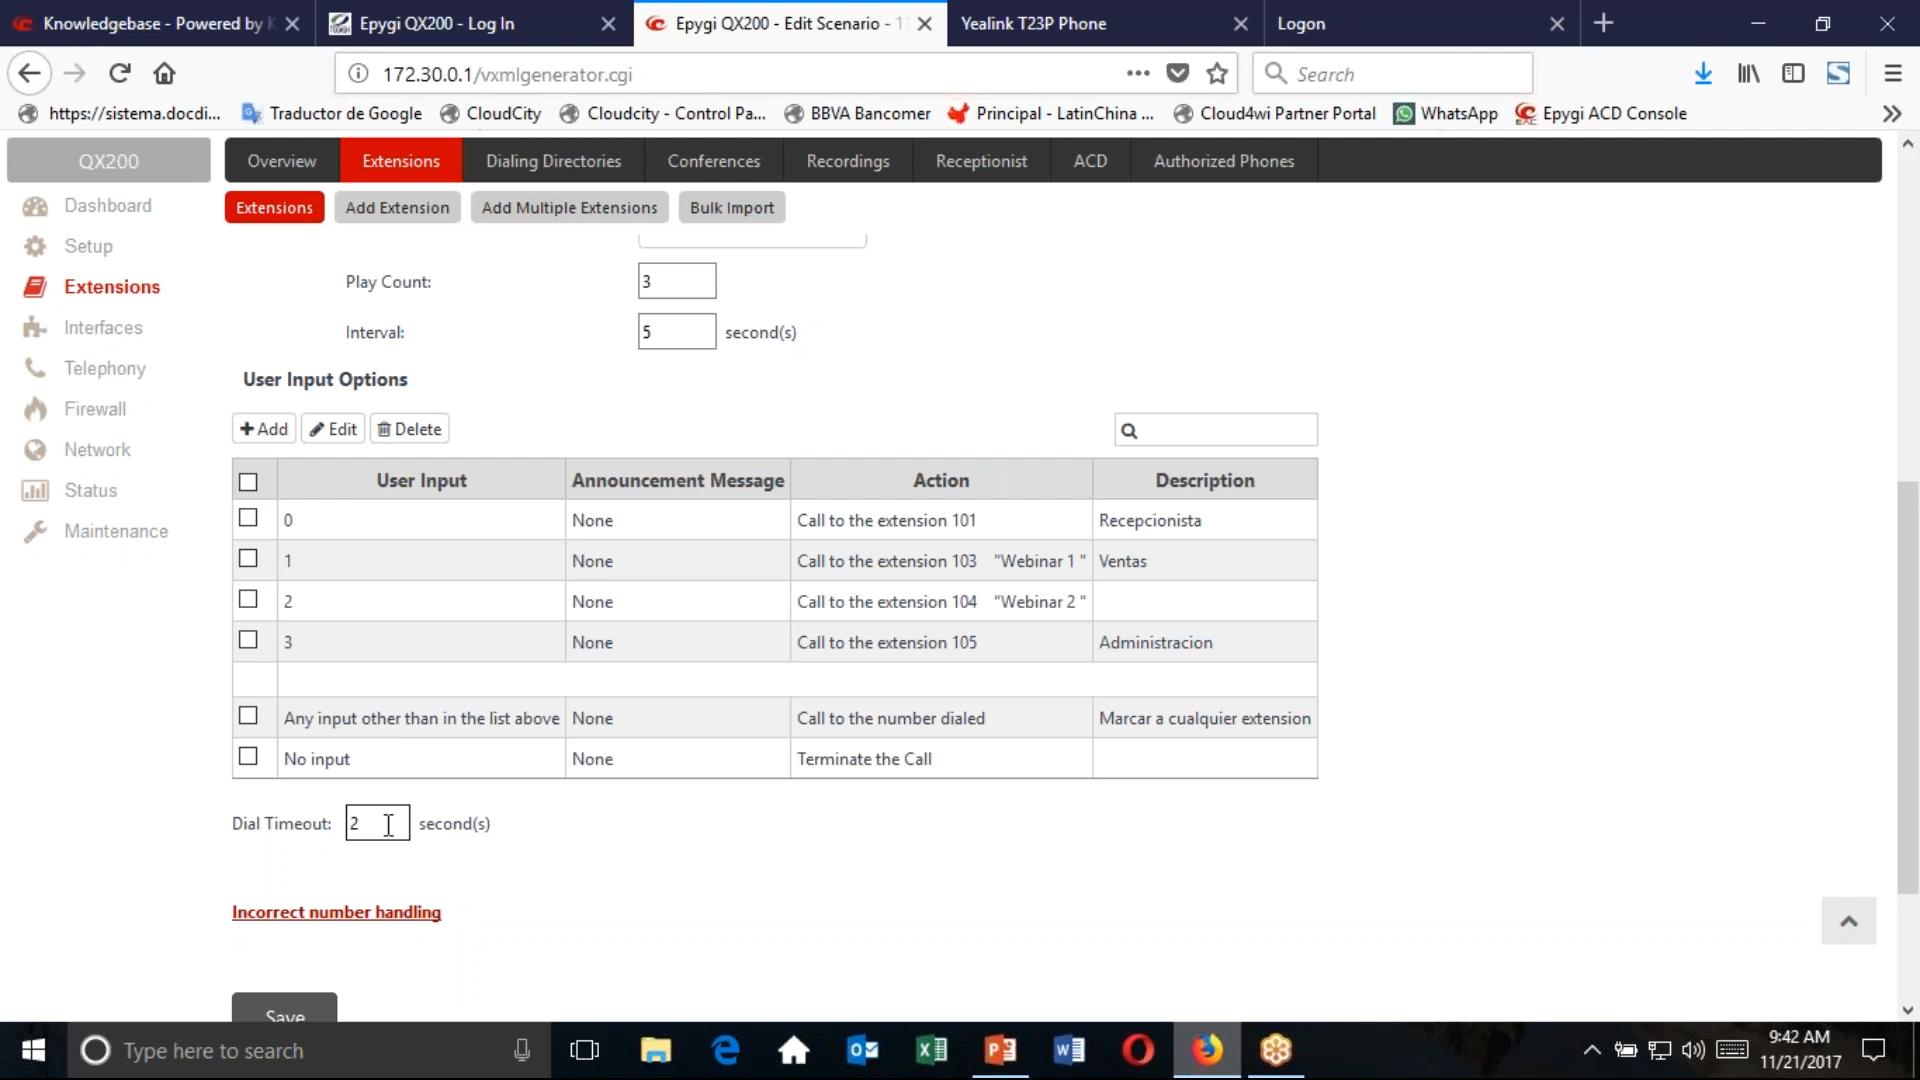 Knowledgebase - Powered by K
Epygi QX200 - Log In
Epygi QX200 - Edit Scenario - 1
Yealink T23P Phone
Logon
172.30.0.1/vxmlgenerator.cgi
Search
https://sistema.docdi...
Traductor de Google
CloudCity
Cloudcity - Control Pa...
BBVA Bancomer
Principal - LatinChina ...
Cloud4wi Partner Portal
WhatsApp
Epygi ACD Console
QX200
Overview
Extensions
Dialing Directories
Conferences
Recordings
Receptionist
ACD
Authorized Phones
Dashboard
Setup
Extensions
Interfaces
Telephony
Firewall
Network
Status
Maintenance
Extensions
Add Extension
Add Multiple Extensions
Bulk Import
Play Count: 3
Interval: 5 second(s)
User Input Options
Add Edit Delete
User Input Announcement Message Action Description
0 None Call to the extension 101 Recepcionista
1 None Call to the extension 103 "Webinar 1 " Ventas
2 None Call to the extension 104 "Webinar 2 "
3 None Call to the extension 105 Administracion
Any input other than in the list above None Call to the number dialed Marcar a cualquier extension
No input None Terminate the Call
Dial Timeout: 2 second(s)
Incorrect number handling
Save
Type here to search
9:42 AM
11/21/2017